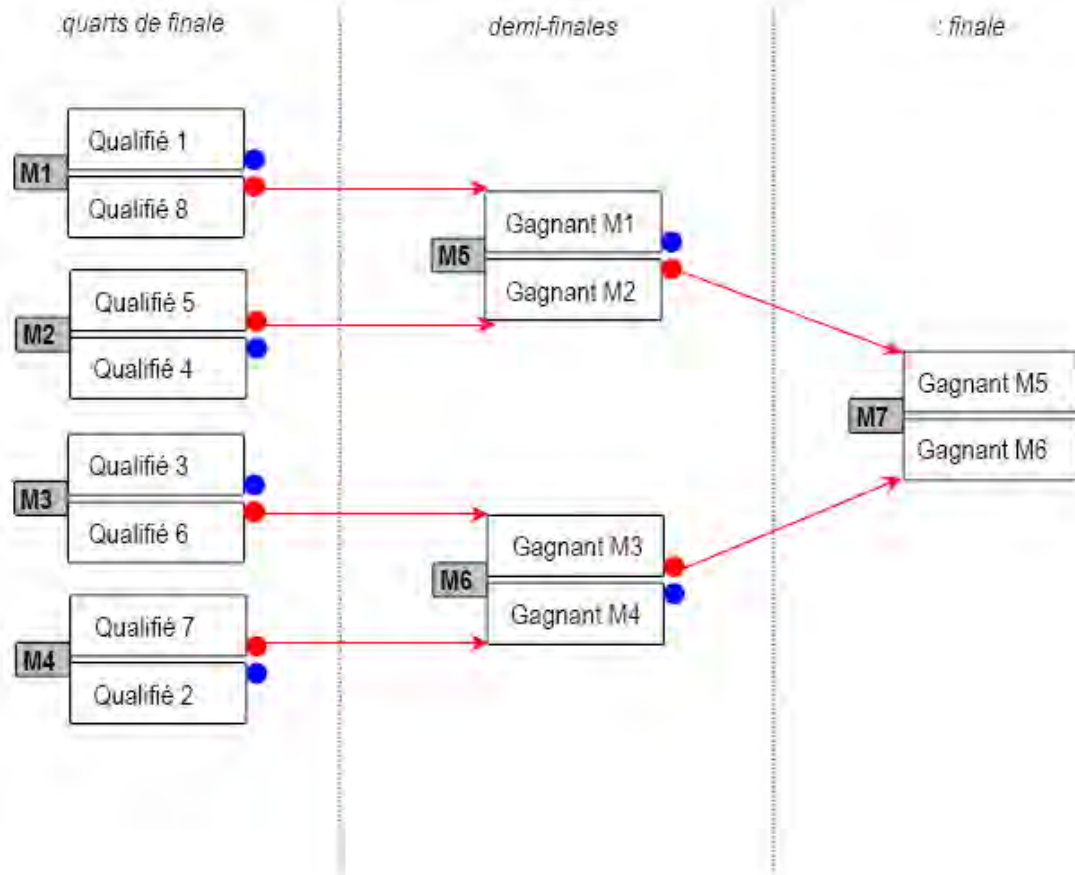 quarts de finale
demi-finales
: finale
M1
Qualifié 1
Qualifié 8
M2
Qualifié 5
Qualifié 4
M3
Qualifié 3
Qualifié 6
M4
Qualifié 7
Qualifié 2
M5
Gagnant M1
Gagnant M2
M6
Gagnant M3
Gagnant M4
M7
Gagnant M5
Gagnant M6